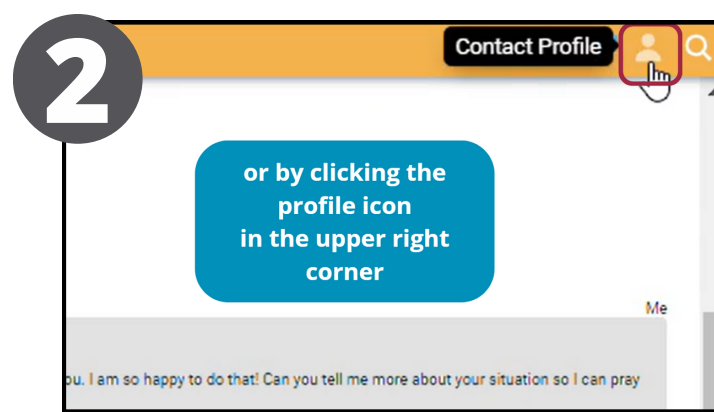 2
Contact Profile
or by clicking the
profile icon
in the upper right
corner
Me
ou. I am so happy to do that! Can you tell me more about your situation so I can pray